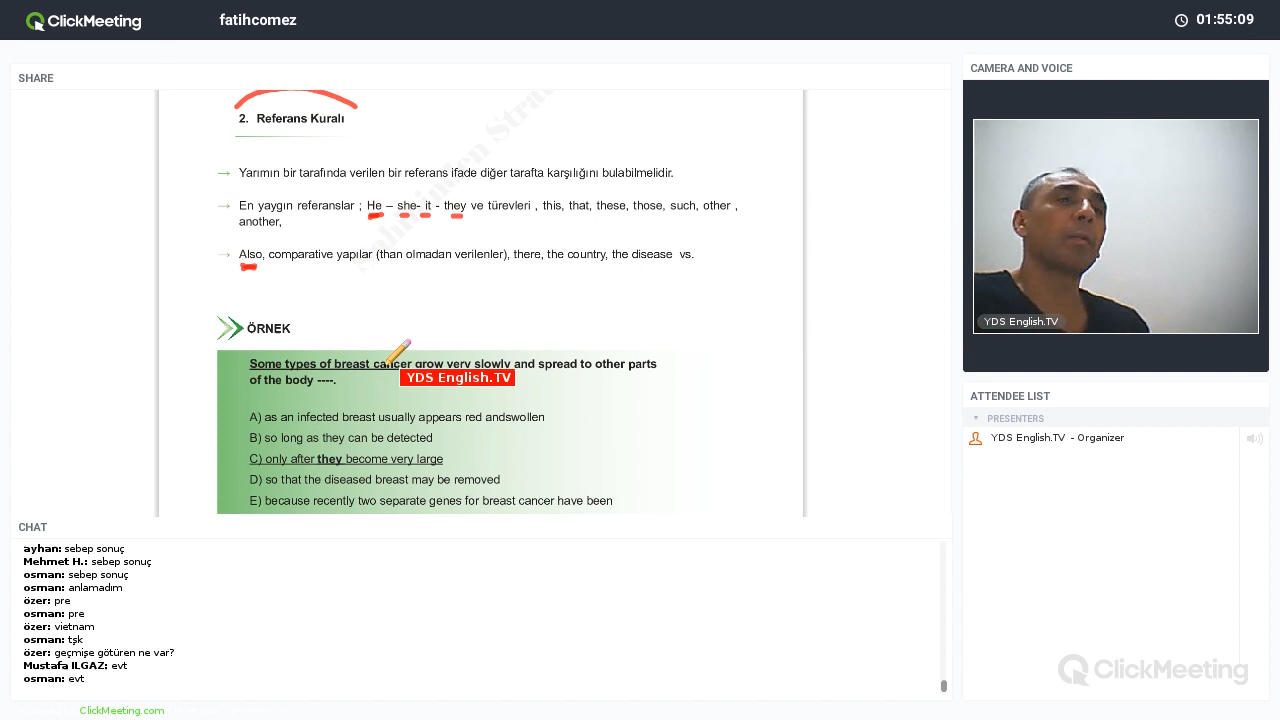 ClickMeeting
fatihcomez
01:55:09
SHARE
2. Referans Kuralı
Yarımın bir tarafında verilen bir referans ifade diğer tarafta karşılığını bulabilmelidir.
En yaygın referanslar ; He – she- it - they ve türevleri , this, that, these, those, such, other ,
another,
Also, comparative yapılar (than olmadan verilenler), there, the country, the disease vs.
ÖRNEK
Some types of breast cancer grow very slowly and spread to other parts
of the body ----.
YDS English.TV
A) as an infected breast usually appears red andswollen
B) so long as they can be detected
C) only after they become very large
D) so that the diseased breast may be removed
E) because recently two separate genes for breast cancer have been
CHAT
ayhan: sebep sonuç
Mehmet H.: sebep sonuç
osman: sebep sonuç
osman: anlamadım
özer: pre
osman: pre
özer: vietnam
osman: tşk
özer: geçmişe götüren ne var?
Mustafa ILGAZ: evt
osman: evt
ClickMeeting.com
CAMERA AND VOICE
YDS English.TV
ATTENDEE LIST
PRESENTERS
YDS English.TV - Organizer
ClickMeeting